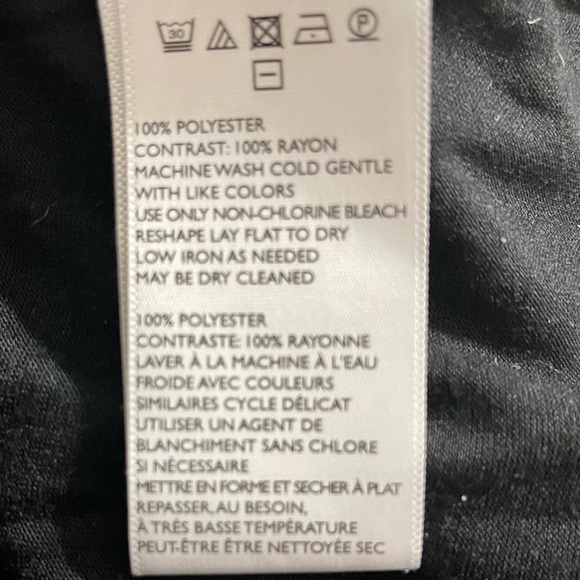 30
P
100% POLYESTER
CONTRAST: 100% RAYON
MACHINE WASH COLD GENTLE
WITH LIKE COLORS
USE ONLY NON-CHLORINE BLEACH
RESHAPE LAY FLAT TO DRY
LOW IRON AS NEEDED
MAY BE DRY CLEANED
100% POLYESTER
CONTRASTE: 100% RAYONNE
LAVER À LA MACHINE À L'EAU
FROIDE AVEC COULEURS
SIMILAIRES CYCLE DÉLICAT
UTILISER UN AGENT DE
BLANCHIMENT SANS CHLORE
SI NÉCESSAIRE
METTRE EN FORME ET SECHER À PLAT
REPASSER, AU BESOIN,
À TRÈS BASSE TEMPÉRATURE
PEUT-ÊTRE ÊTRE NETTOYÉE SEC